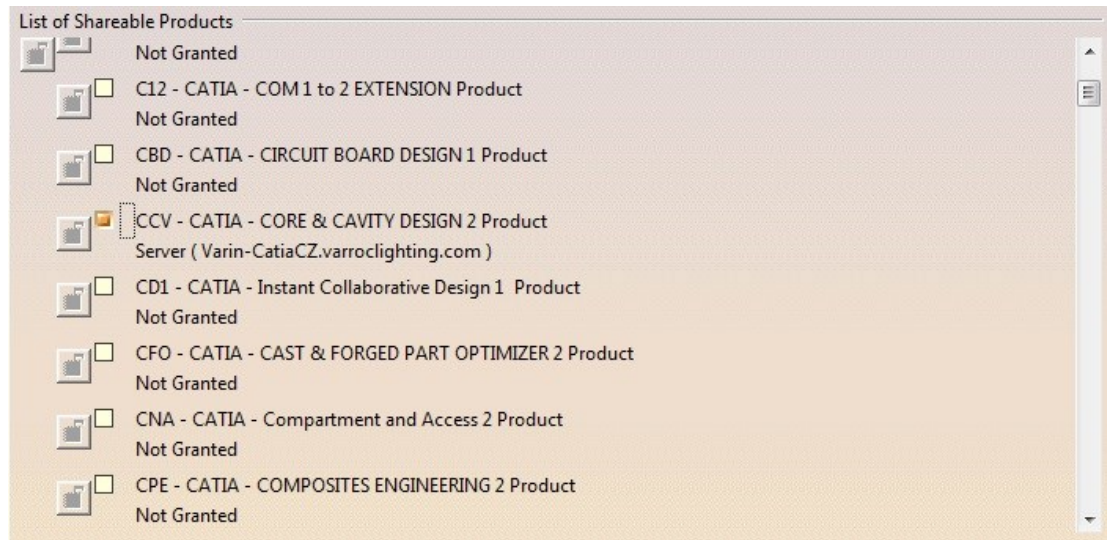 List of Shareable Products
Not Granted
C12 - CATIA - COM 1 to 2 EXTENSION Product
Not Granted
CBD - CATIA - CIRCUIT BOARD DESIGN 1 Product
Not Granted
CCV - CATIA - CORE & CAVITY DESIGN 2 Product
Server ( Varin-CatiaCZ.varroclighting.com )
CD1 - CATIA - Instant Collaborative Design 1  Product
Not Granted
CFO - CATIA - CAST & FORGED PART OPTIMIZER 2 Product
Not Granted
CNA - CATIA - Compartment and Access 2 Product
Not Granted
CPE - CATIA - COMPOSITES ENGINEERING 2 Product
Not Granted